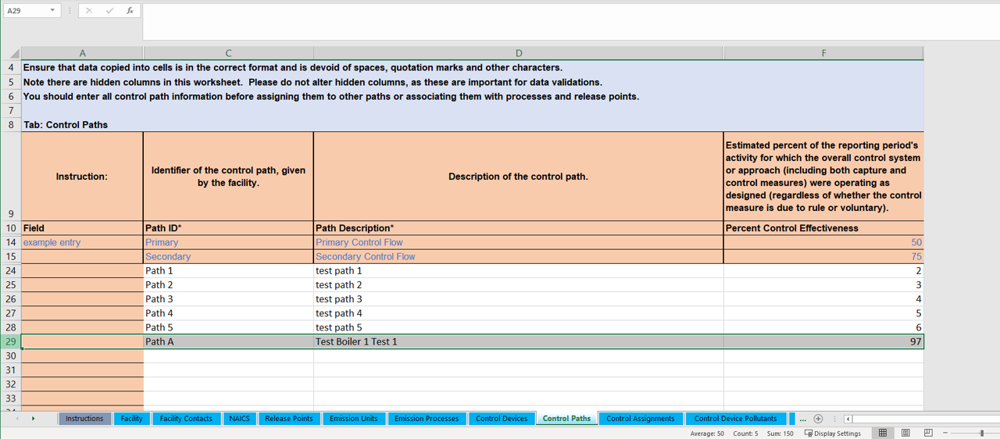 A29
fx
A C D F
4 Ensure that data copied into cells is in the correct format and is devoid of spaces, quotation marks and other characters.
5 Note there are hidden columns in this worksheet. Please do not alter hidden columns, as these are important for data validations.
6 You should enter all control path information before assigning them to other paths or associating them with processes and release points.
7
8 Tab: Control Paths
Instruction:
Identifier of the control path, given
by the facility.
Description of the control path.
Estimated percent of the reporting period's
activity for which the overall control system
or approach (including both capture and
control measures) were operating as
designed (regardless of whether the control
measure is due to rule or voluntary).
9
10 Field Path ID* Path Description* Percent Control Effectiveness
14 example entry Primary Primary Control Flow 50
15 Secondary Secondary Control Flow 75
24 Path 1 test path 1 2
25 Path 2 test path 2 3
26 Path 3 test path 3 4
27 Path 4 test path 4 5
28 Path 5 test path 5 6
29 Path A Test Boiler 1 Test 1 97
30
31
32
33
Instructions Facility Facility Contacts NAICS Release Points Emission Units Emission Processes Control Devices Control Paths Control Assignments Control Device Pollutants ...
Average: 50 Count: 5 Sum: 150 Display Settings